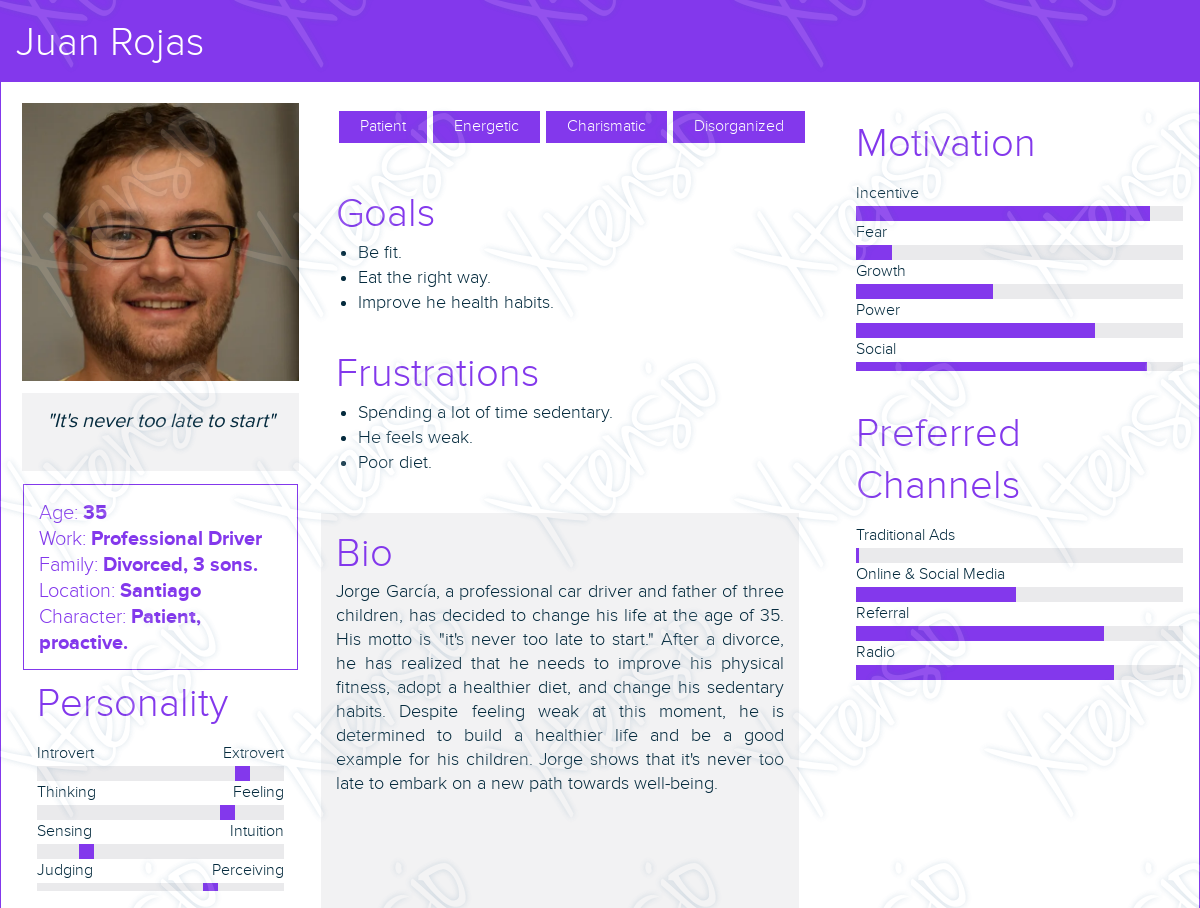 Juan Rojas
"It's never too late to start"
Age: 35
Work: Professional Driver
Family: Divorced, 3 sons.
Location: Santiago
Character: Patient,
proactive.
Personality
Introvert Extrovert
Thinking Feeling
Sensing Intuition
Judging Perceiving
Patient Energetic Charismatic Disorganized
Goals
• Be fit.
• Eat the right way.
• Improve he health habits.
Frustrations
• Spending a lot of time sedentary.
• He feels weak.
• Poor diet.
Bio
Jorge García, a professional car driver and father of three
children, has decided to change his life at the age of 35.
His motto is "it's never too late to start." After a divorce,
he has realized that he needs to improve his physical
fitness, adopt a healthier diet, and change his sedentary
habits. Despite feeling weak at this moment, he is
determined to build a healthier life and be a good
example for his children. Jorge shows that it's never too
late to embark on a new path towards well-being.
Motivation
Incentive
Fear
Growth
Power
Social
Preferred
Channels
Traditional Ads
Online & Social Media
Referral
Radio
Xtensio